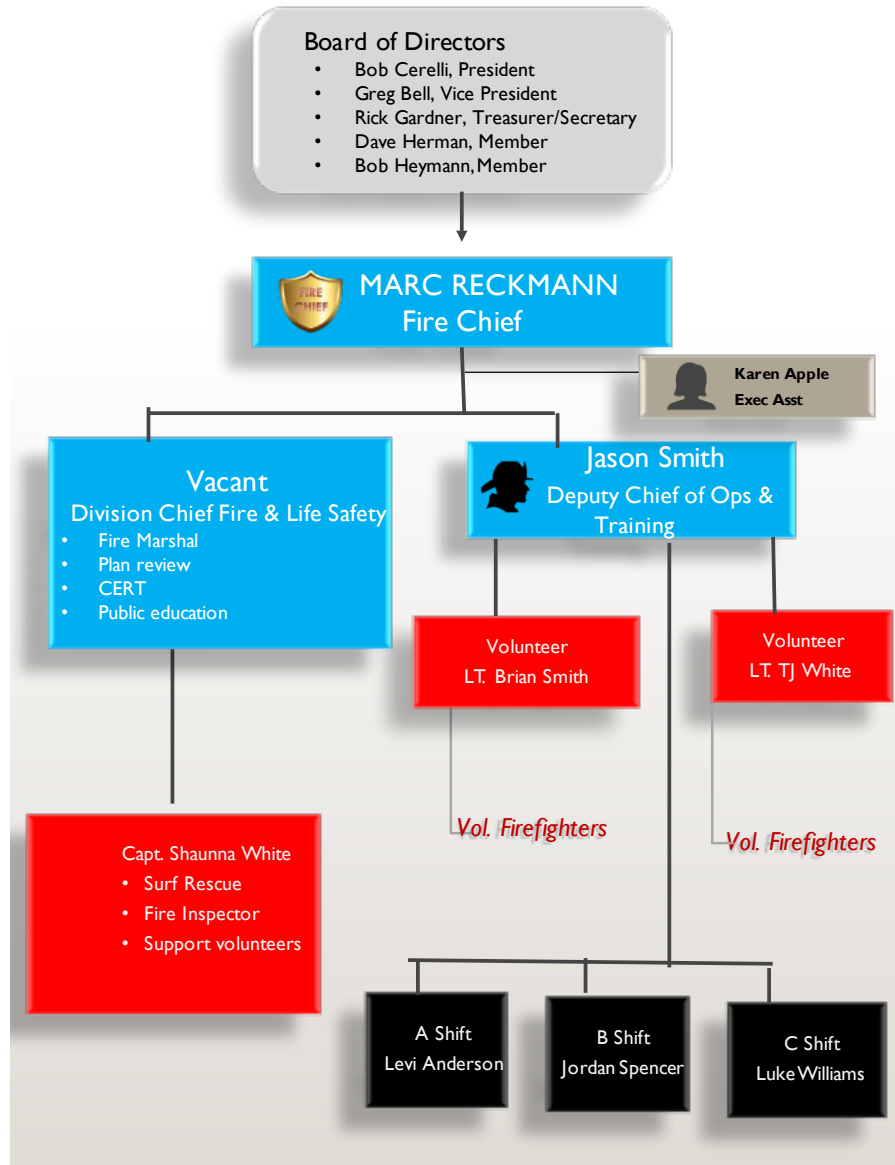 Board of Directors
• Bob Cerelli, President
• Greg Bell, Vice President
• Rick Gardner, Treasurer/Secretary
• Dave Herman, Member
• Bob Heymann, Member
FIRE
CHIEF
MARC RECKMANN
Fire Chief
Karen Apple
Exec Asst
Vacant
Division Chief Fire & Life Safety
• Fire Marshal
• Plan review
• CERT
• Public education
Jason Smith
Deputy Chief of Ops &
Training
Volunteer
LT. Brian Smith
Volunteer
LT. TJ White
Vol. Firefighters
Vol. Firefighters
Capt. Shaunna White
• Surf Rescue
• Fire Inspector
• Support volunteers
A Shift
Levi Anderson
B Shift
Jordan Spencer
C Shift
Luke Williams